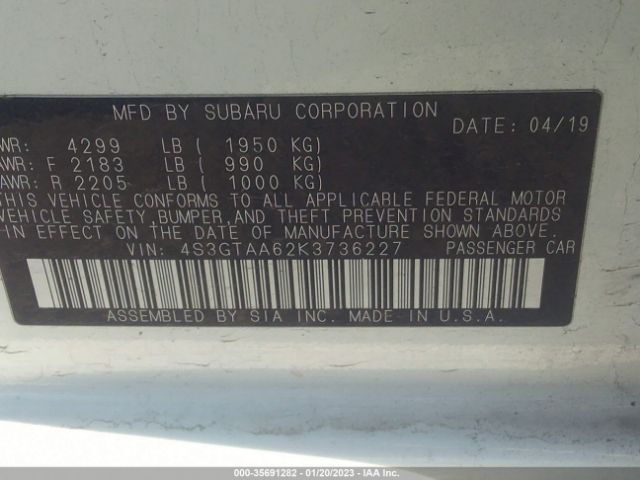 MFD BY SUBARU CORPORATION
DATE: 04/19
WR: 4299 LB ( 1950 KG)
AWR: F 2183 LB ( 990 KG)
AWR: R 2205 LB ( 1000 KG)
THIS VEHICLE CONFORMS TO ALL APPLICABLE FEDERAL MOTOR
VEHICLE SAFETY,BUMPER,AND THEFT PREVENTION STANDARDS
IN EFFECT ON THE DATE OF MANUFACTURE SHOWN ABOVE.
VIN: 4S3GTAA62K3736227 PASSENGER CAR
ASSEMBLED BY SIA INC. MADE IN U.S.A.
000-35691282 - 01/20/2023 - IAA Inc.